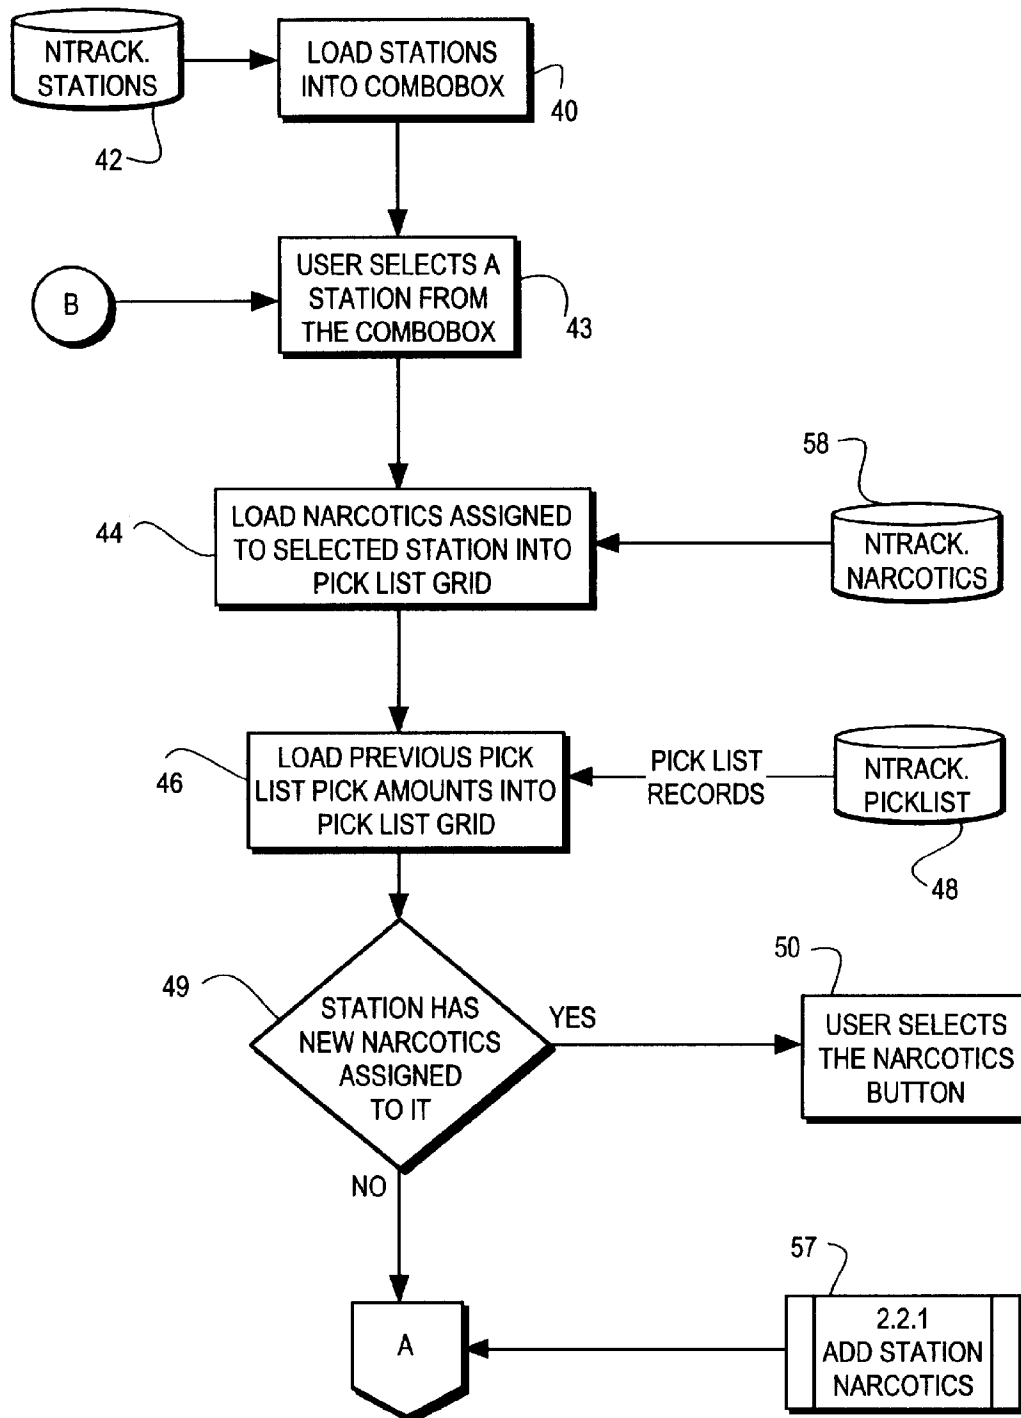 NTRACK.
STATIONS
42
LOAD STATIONS
INTO COMBOBOX
40
B
USER SELECTS A
STATION FROM
THE COMBOBOX
43
58
44
LOAD NARCOTICS ASSIGNED
TO SELECTED STATION INTO
PICK LIST GRID
NTRACK.
NARCOTICS
46
LOAD PREVIOUS PICK
LIST PICK AMOUNTS INTO
PICK LIST GRID
PICK LIST
RECORDS
NTRACK.
PICKLIST
48
49
STATION HAS
NEW NARCOTICS
ASSIGNED
TO IT
YES
50
USER SELECTS
THE NARCOTICS
BUTTON
NO
A
57
2.2.1
ADD STATION
NARCOTICS